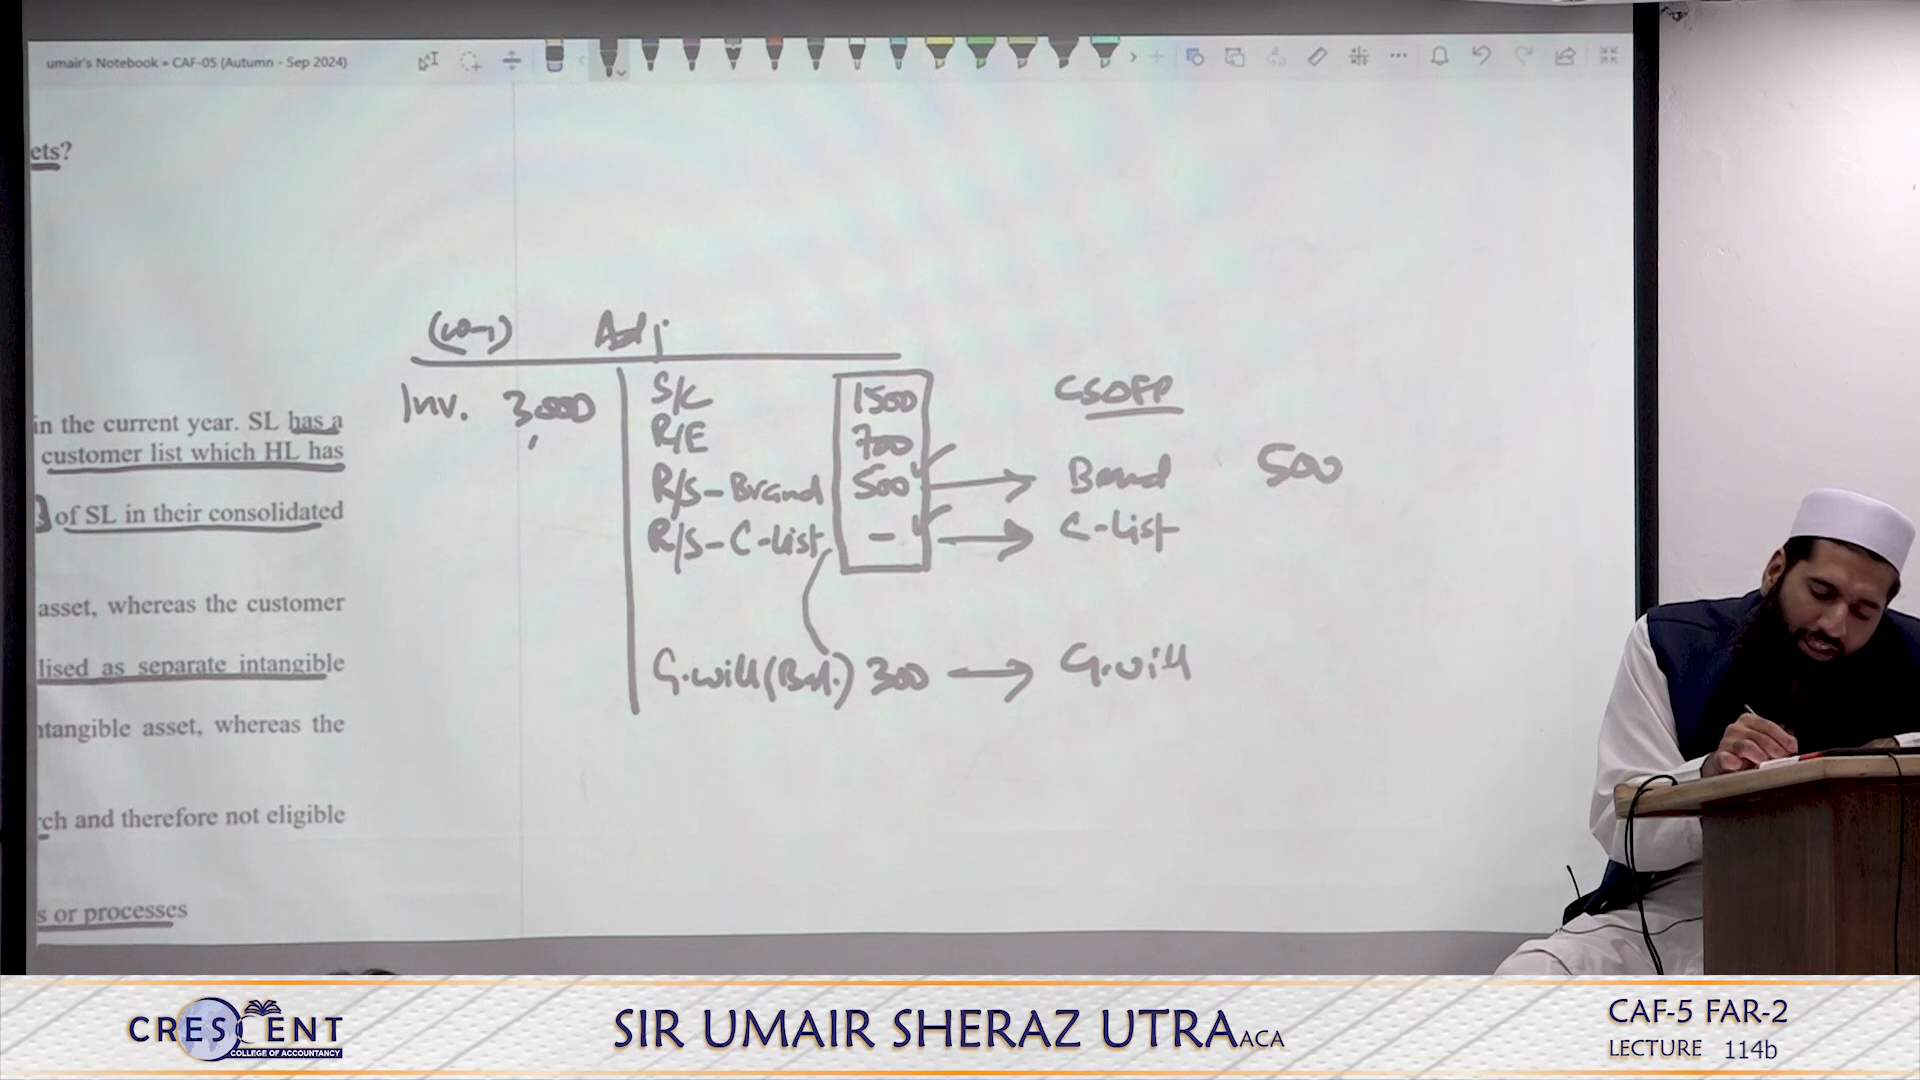 umair's Notebook » CAF-05 (Autumn - Sep 2024)
ets?
in the current year. SL has a
customer list which HL has
of SL in their consolidated
asset, whereas the customer
lised as separate intangible
ntangible asset, whereas the
rch and therefore not eligible
s or processes
Adj
Inv. 3,000
S/C 1500
R/E 700
R/S-Brand 500
R/S-C-list -
G.will (Bal.) 300
CSOFP
Brand 500
C-list
G.will
CRESCENT
COLLEGE OF ACCOUNTANCY
SIR UMAIR SHERAZ UTRA ACA
CAF-5 FAR-2
LECTURE 114b